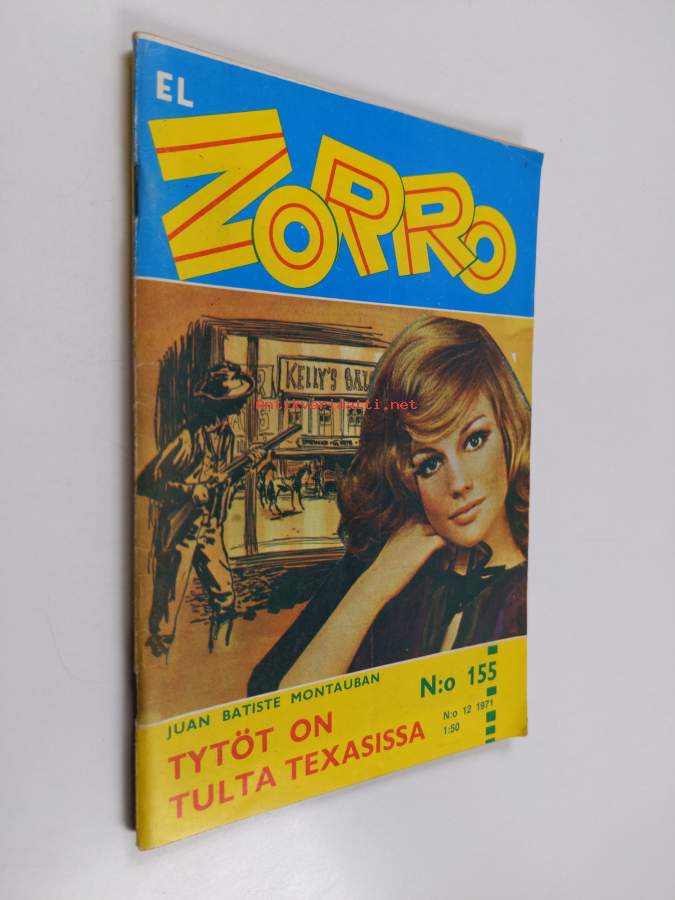 EL
ZORRO
KELLY'S
Antikvariaatti.net
JUAN BATISTE MONTAUBAN
N:o 155
TYTÖT ON
TULTA TEXASISSA
N:o 12 1971
1:50